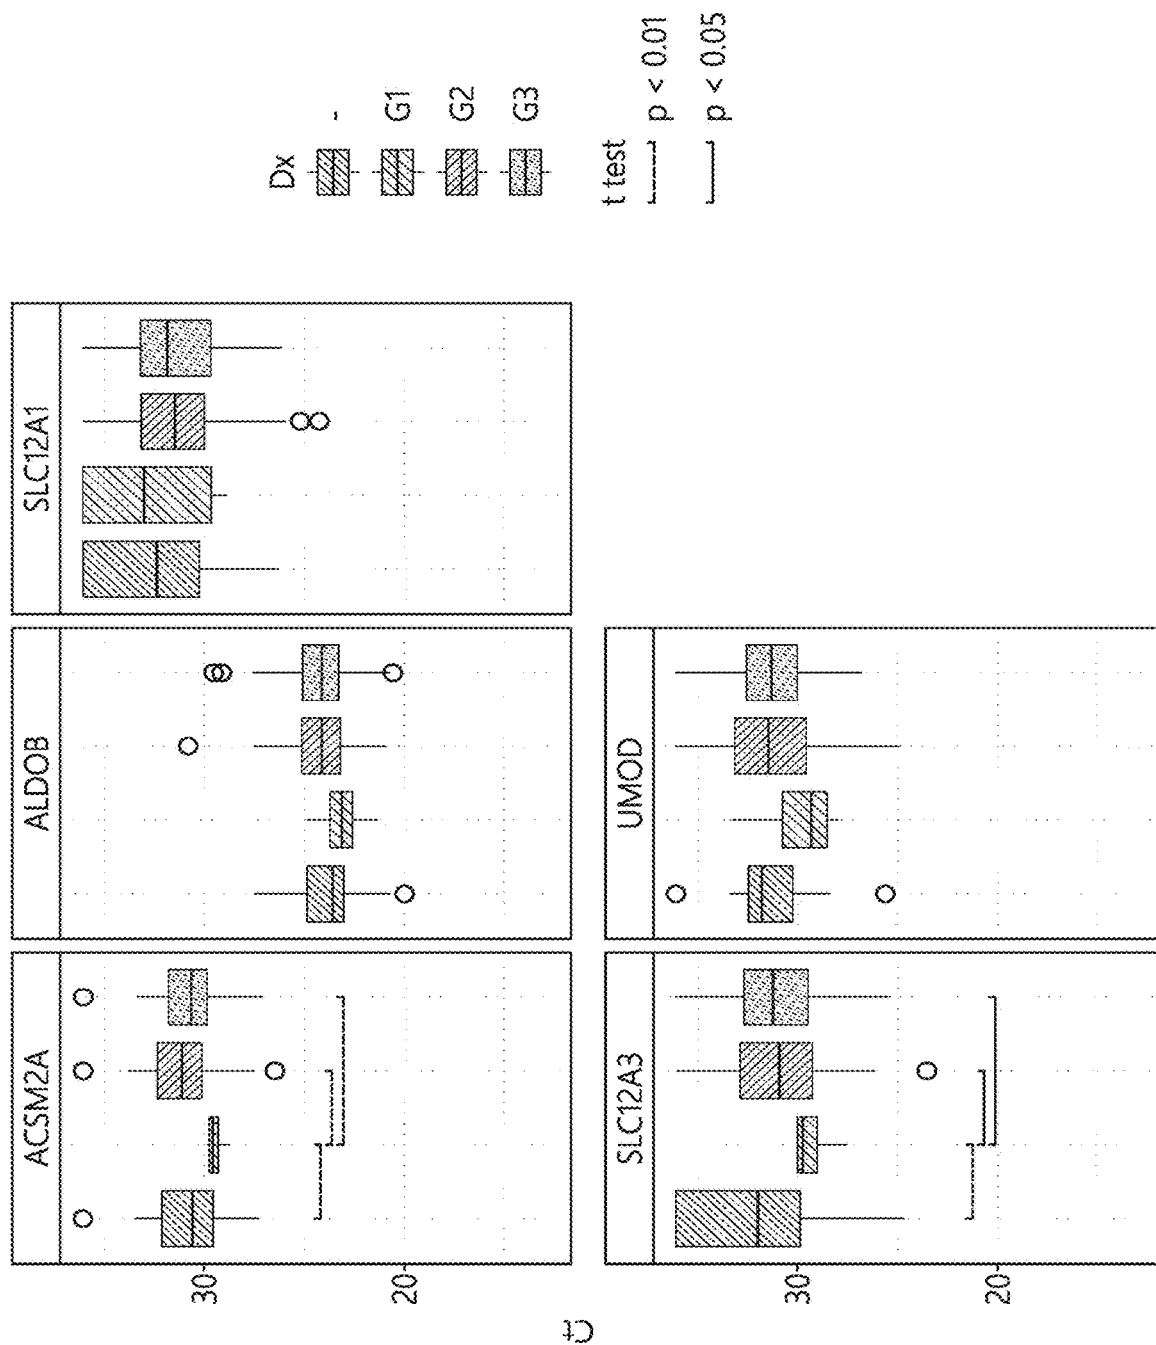 ACSM2A
ALDOB
SLC12A1
30
20
Ct
SLC12A3
UMOD
30
20
Dx
-
G1
G2
G3
t test
p < 0.01
p < 0.05